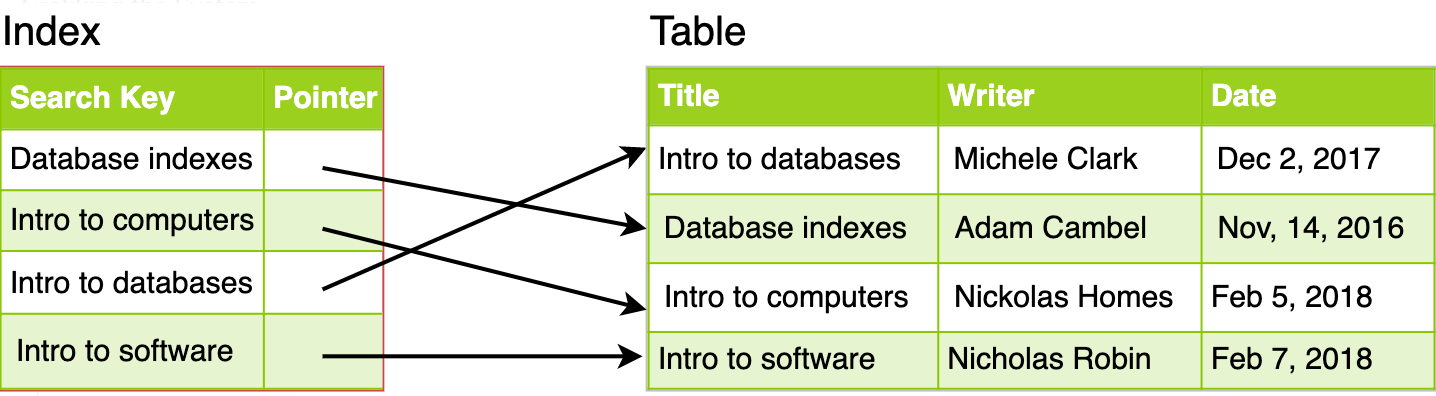 Index
Table
Search Key Pointer
Database indexes
Intro to computers
Intro to databases
Intro to software
Title Writer Date
Intro to databases Michele Clark Dec 2, 2017
Database indexes Adam Cambel Nov, 14, 2016
Intro to computers Nickolas Homes Feb 5, 2018
Intro to software Nicholas Robin Feb 7, 2018